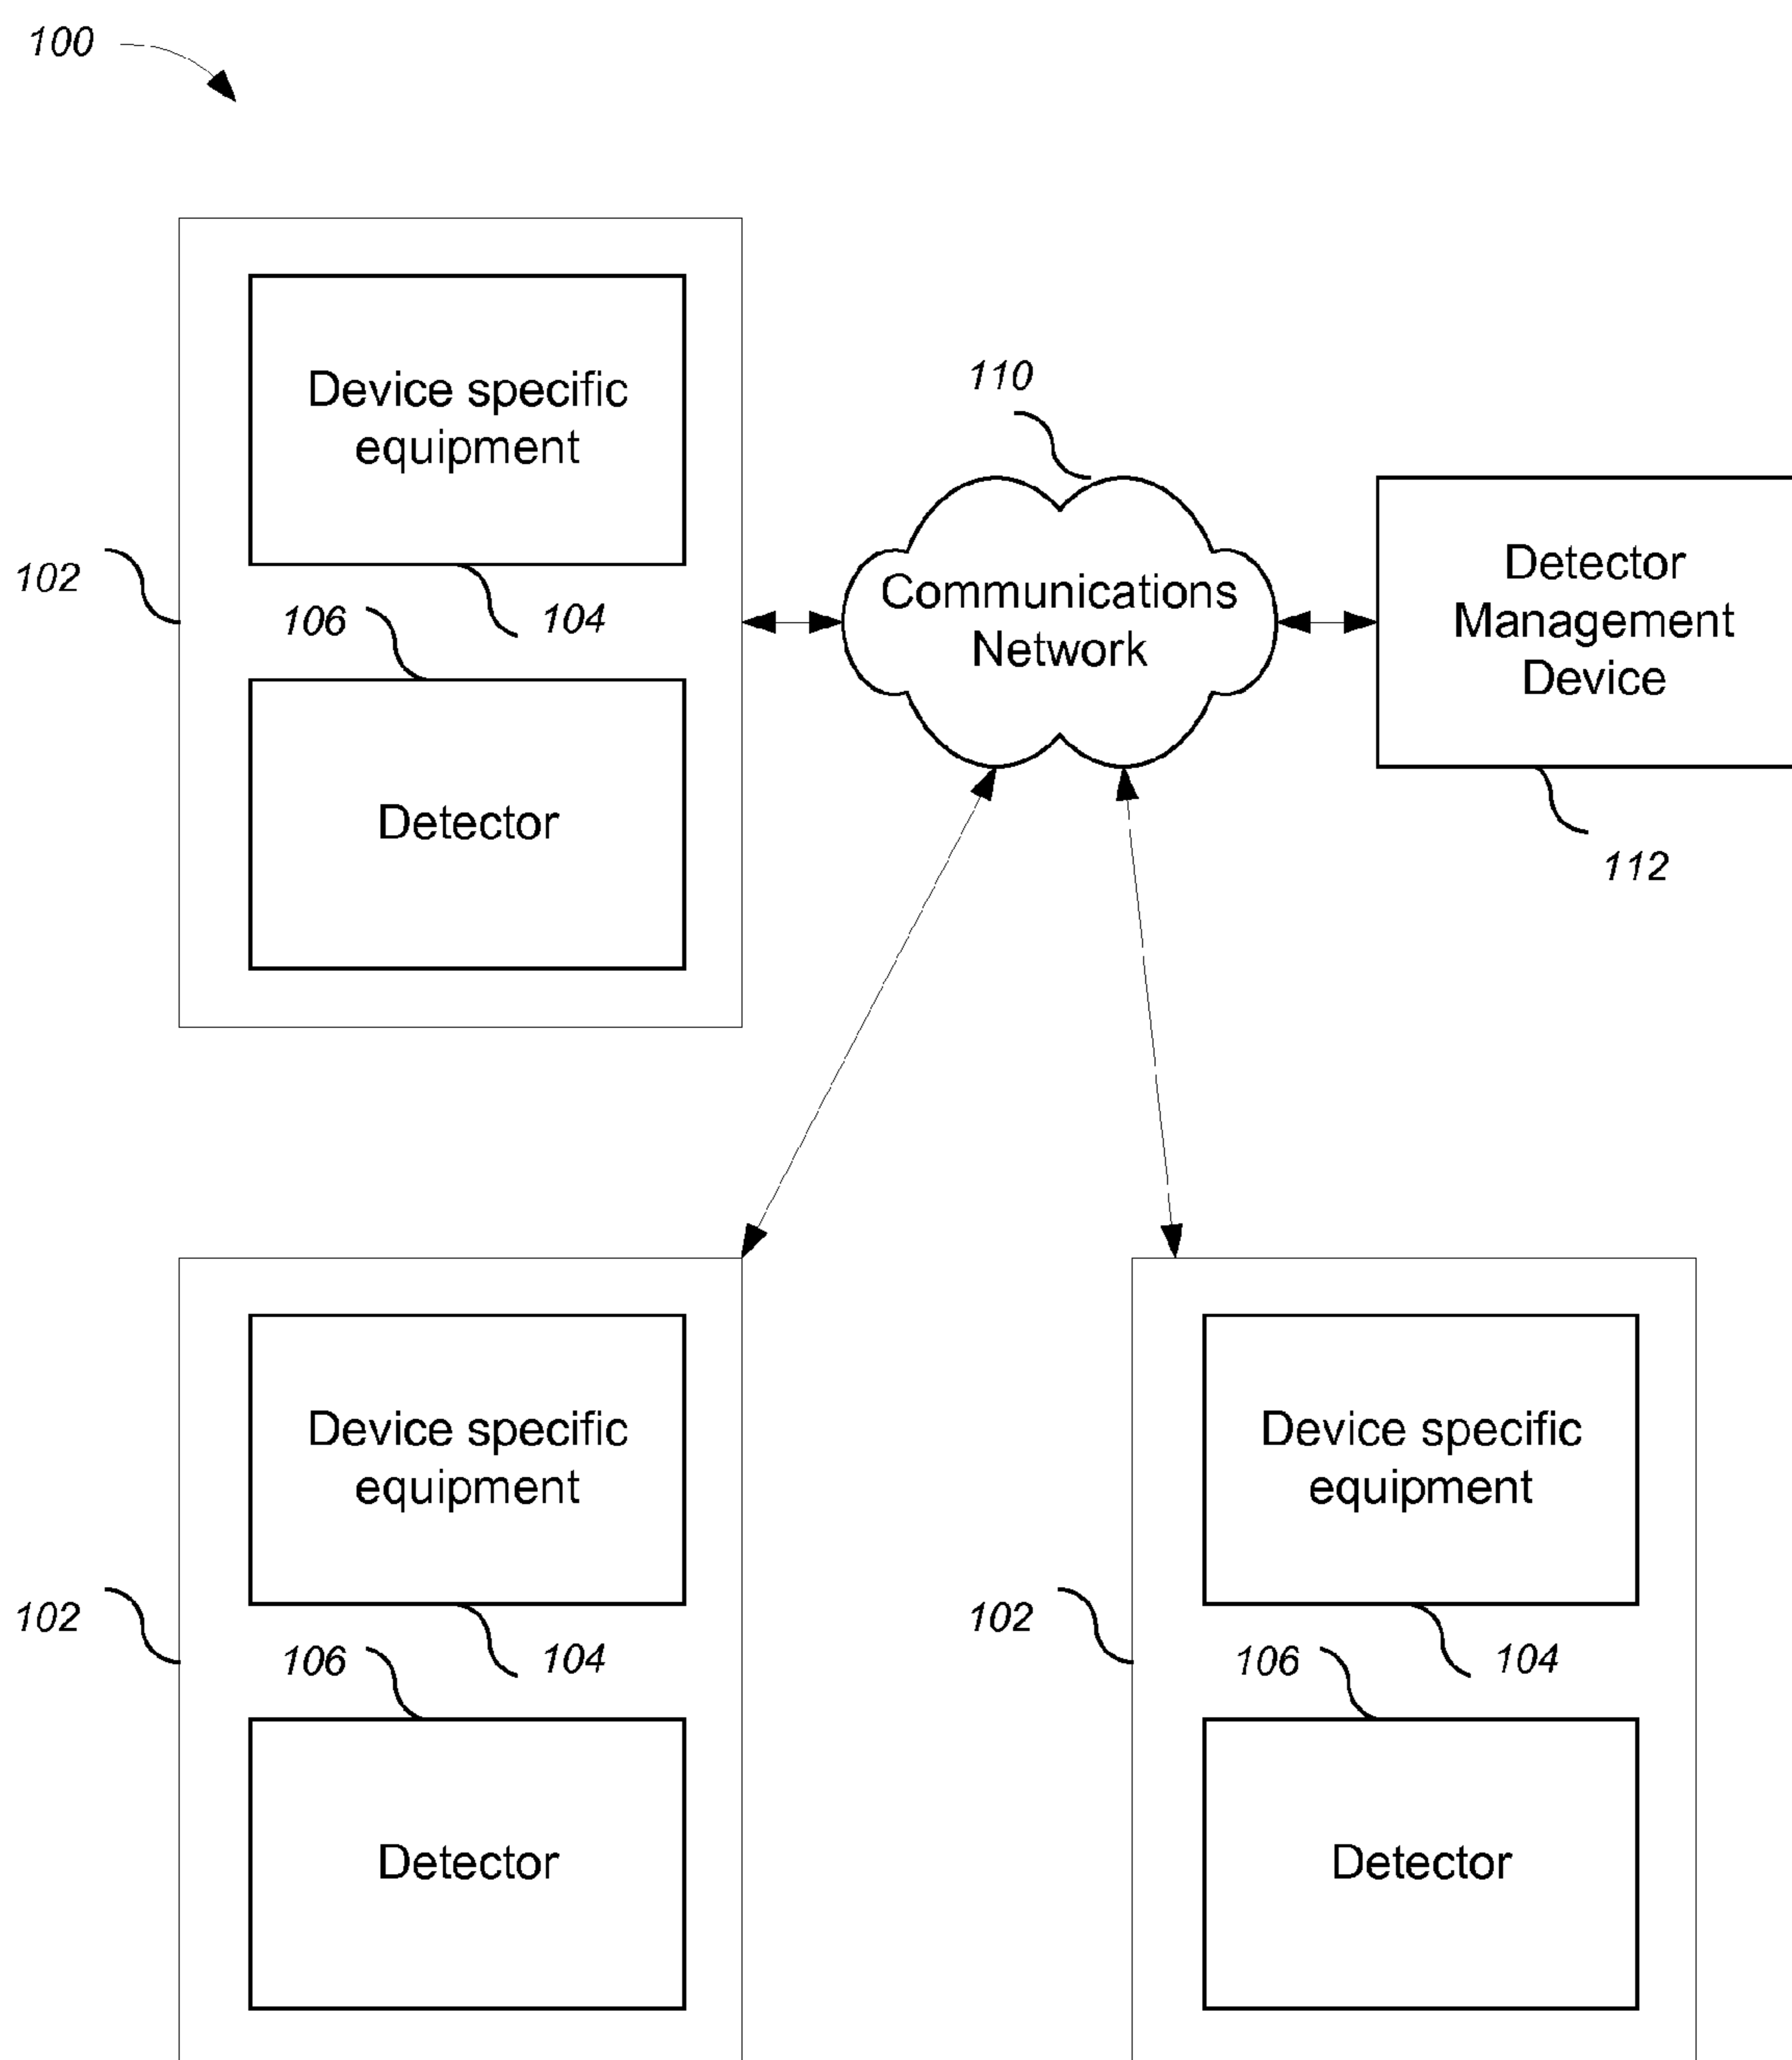 100
Device specific
equipment
102
106
104
Detector
110
Communications
Network
Detector
Management
Device
112
Device specific
equipment
102
106
104
Detector
Device specific
equipment
102
106
104
Detector